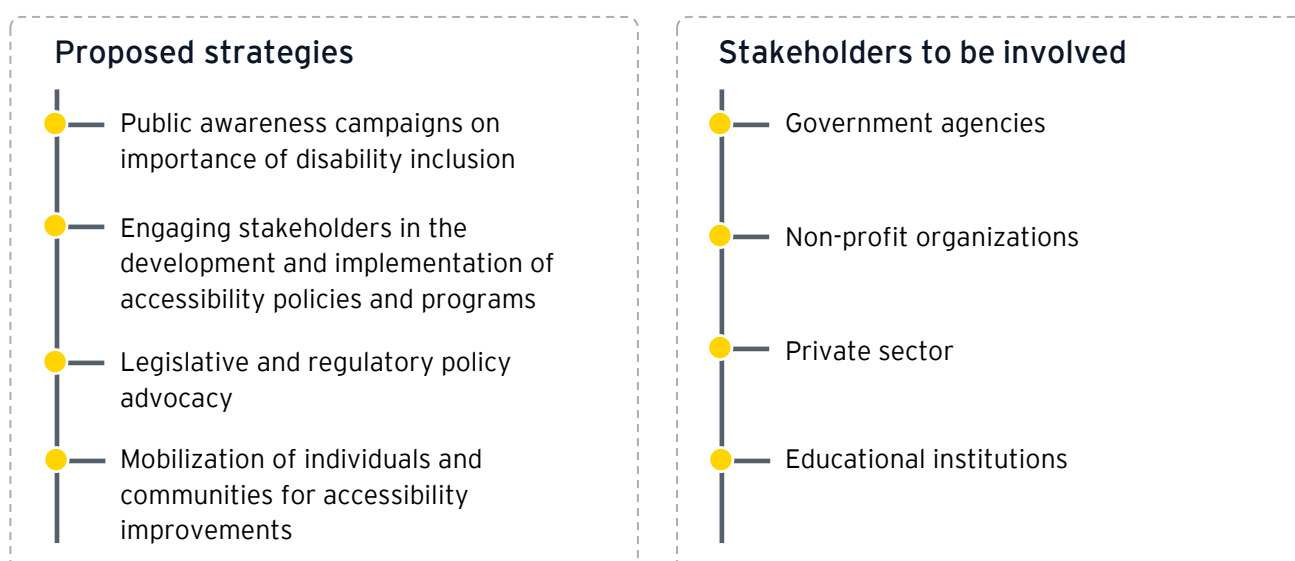 Proposed strategies
Public awareness campaigns on
importance of disability inclusion
Engaging stakeholders in the
development and implementation of
accessibility policies and programs
Legislative and regulatory policy
advocacy
Mobilization of individuals and
communities for accessibility
improvements
Stakeholders to be involved
Government agencies
Non-profit organizations
Private sector
Educational institutions